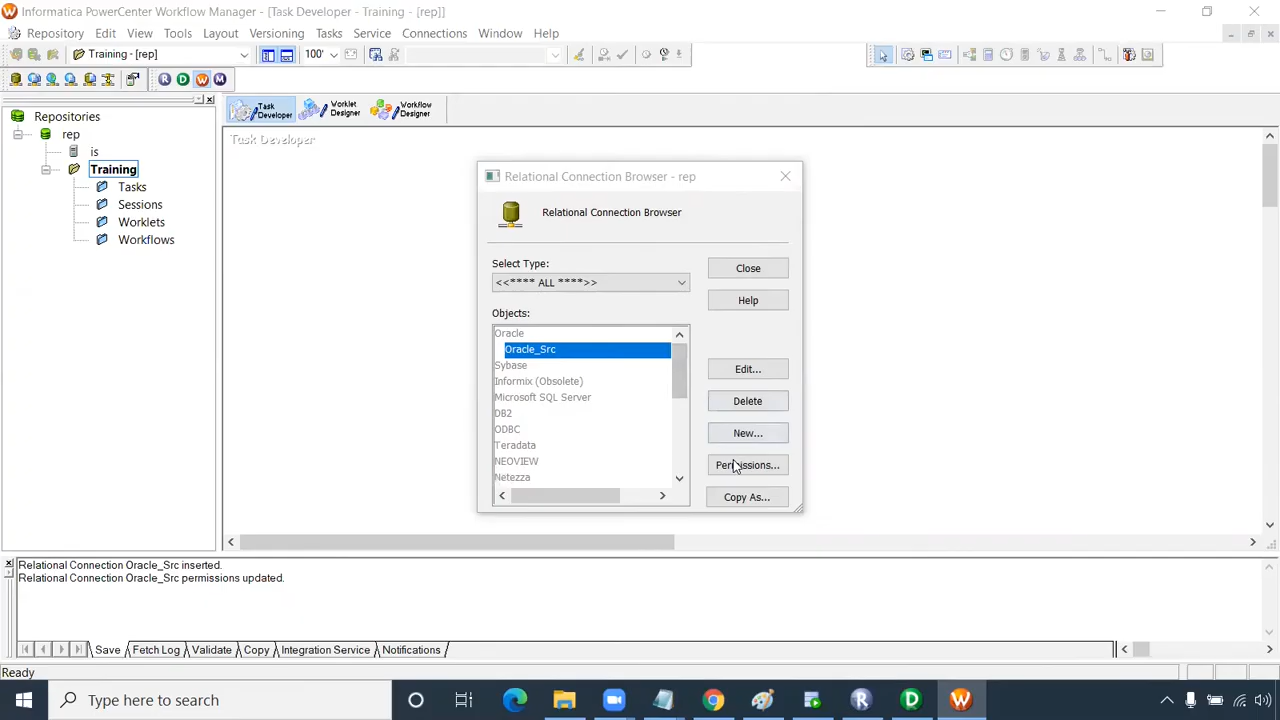 Informatica PowerCenter Workflow Manager - [Task Developer - Training - [rep]]
Repository Edit View Tools Layout Versioning Tasks Service Connections Window Help
Training - [rep] 100'
R D W M
Repositories
rep
is
Training
Tasks
Sessions
Worklets
Workflows
Task Developer
Worklet Designer
Workflow Designer
Task Developer
Relational Connection Browser - rep
Relational Connection Browser
Select Type:
<<**** ALL ****>>
Close
Help
Objects:
Oracle
Oracle_Src
Sybase
Informix (Obsolete)
Microsoft SQL Server
DB2
ODBC
Teradata
NEOVIEW
Netezza
Edit...
Delete
New...
Permissions...
Copy As...
Relational Connection Oracle_Src inserted.
Relational Connection Oracle_Src permissions updated.
Save Fetch Log Validate Copy Integration Service Notifications
Ready
Type here to search
R D W